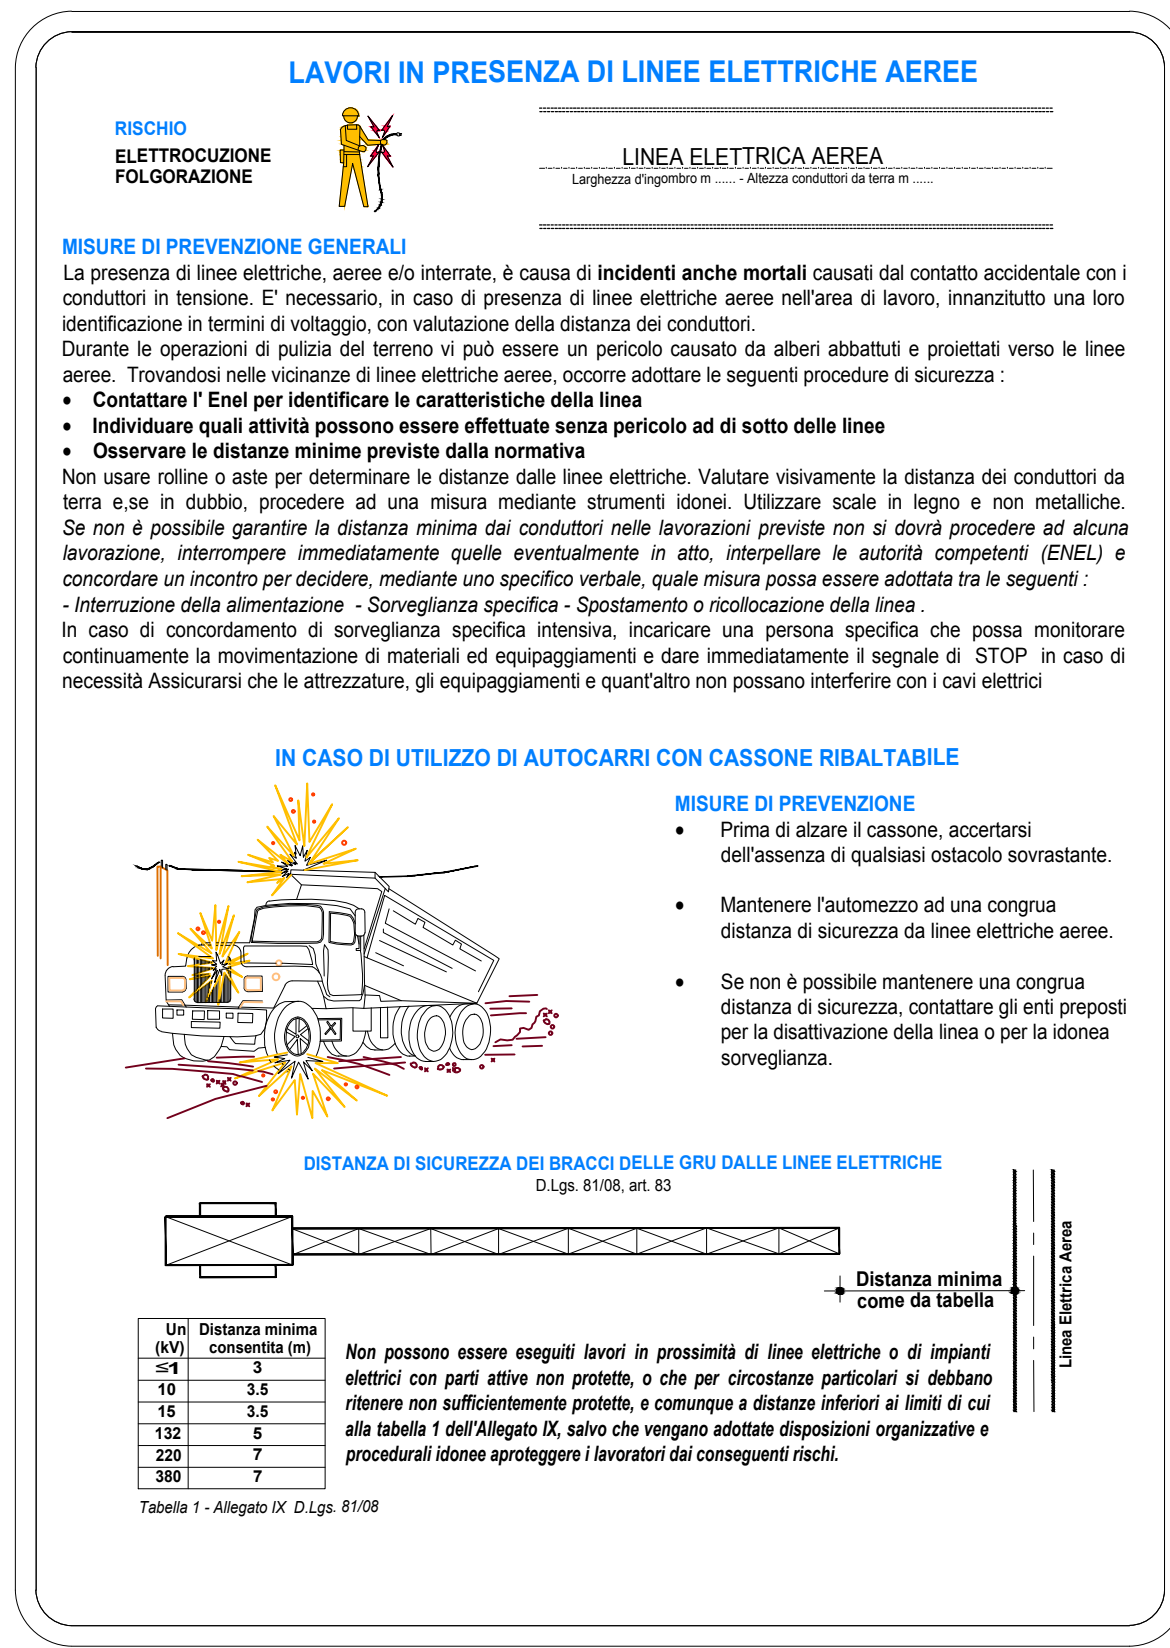 LAVORI IN PRESENZA DI LINEE ELETTRICHE AEREE
RISCHIO
ELETTROCUZIONE
FOLGORAZIONE
LINEA ELETTRICA AEREA
Larghezza d'ingombro m ...... - Altezza conduttori da terra m ......
MISURE DI PREVENZIONE GENERALI
La presenza di linee elettriche, aeree e/o interrate, è causa di incidenti anche mortali causati dal contatto accidentale con i
conduttori in tensione. E' necessario, in caso di presenza di linee elettriche aeree nell'area di lavoro, innanzitutto una loro
identificazione in termini di voltaggio, con valutazione della distanza dei conduttori.
Durante le operazioni di pulizia del terreno vi può essere un pericolo causato da alberi abbattuti e proiettati verso le linee
aeree. Trovandosi nelle vicinanze di linee elettriche aeree, occorre adottare le seguenti procedure di sicurezza :
• Contattare l' Enel per identificare le caratteristiche della linea
• Individuare quali attività possono essere effettuate senza pericolo ad di sotto delle linee
• Osservare le distanze minime previste dalla normativa
Non usare rolline o aste per determinare le distanze dalle linee elettriche. Valutare visivamente la distanza dei conduttori da
terra e,se in dubbio, procedere ad una misura mediante strumenti idonei. Utilizzare scale in legno e non metalliche.
Se non è possibile garantire la distanza minima dai conduttori nelle lavorazioni previste non si dovrà procedere ad alcuna
lavorazione, interrompere immediatamente quelle eventualmente in atto, interpellare le autorità competenti (ENEL) e
concordare un incontro per decidere, mediante uno specifico verbale, quale misura possa essere adottata tra le seguenti :
- Interruzione della alimentazione - Sorveglianza specifica - Spostamento o ricollocazione della linea .
In caso di concordamento di sorveglianza specifica intensiva, incaricare una persona specifica che possa monitorare
continuamente la movimentazione di materiali ed equipaggiamenti e dare immediatamente il segnale di STOP in caso di
necessità Assicurarsi che le attrezzature, gli equipaggiamenti e quant'altro non possano interferire con i cavi elettrici
IN CASO DI UTILIZZO DI AUTOCARRI CON CASSONE RIBALTABILE
MISURE DI PREVENZIONE
• Prima di alzare il cassone, accertarsi
dell'assenza di qualsiasi ostacolo sovrastante.
• Mantenere l'automezzo ad una congrua
distanza di sicurezza da linee elettriche aeree.
• Se non è possibile mantenere una congrua
distanza di sicurezza, contattare gli enti preposti
per la disattivazione della linea o per la idonea
sorveglianza.
DISTANZA DI SICUREZZA DEI BRACCI DELLE GRU DALLE LINEE ELETTRICHE
D.Lgs. 81/08, art. 83
Distanza minima
come da tabella
Linea Elettrica Aerea
Un Distanza minima
(kV) consentita (m)
≤1 3
10 3.5
15 3.5
132 5
220 7
380 7
Tabella 1 - Allegato IX D.Lgs. 81/08
Non possono essere eseguiti lavori in prossimità di linee elettriche o di impianti
elettrici con parti attive non protette, o che per circostanze particolari si debbano
ritenere non sufficientemente protette, e comunque a distanze inferiori ai limiti di cui
alla tabella 1 dell'Allegato IX, salvo che vengano adottate disposizioni organizzative e
procedurali idonee aproteggere i lavoratori dai conseguenti rischi.